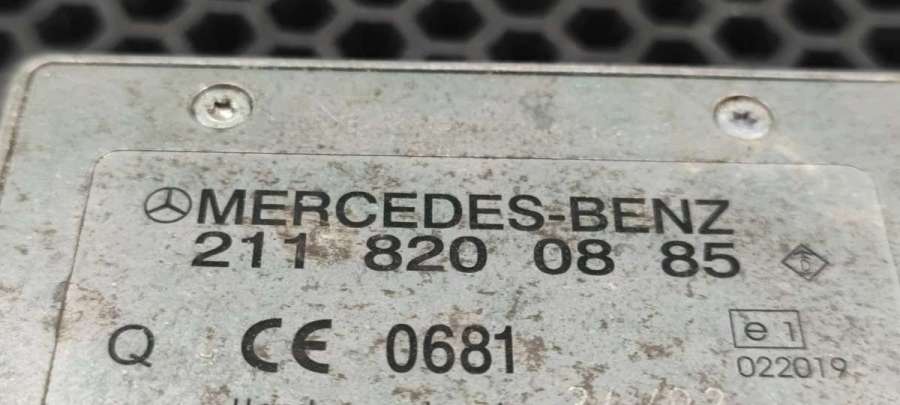 MERCEDES-BENZ
211 820 08 85
Q CE 0681
e1
022019